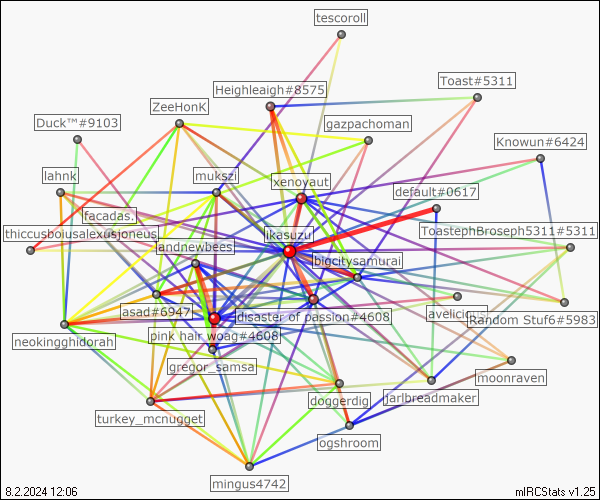 tescoroll
Toast#5311
Heighleaigh#8575
ZeeHonK
Duck™#9103
gazpachoman
Knowun#6424
lahnk
mukszi
xenoyaut
default#0617
facadas.
thiccusboiusalexiusjoneus
ikasuzu
ToastephBroseph5311#5311
andnewbees
bigcitysamurai
asad#6947
disaster of passion#4608
Random Stuf6#5983
neokingghidorah
pink hair woag#4608
gregor_samsa
moonraven
doggerdig
jarlbreadmaker
turkey_mcnugget
ogshroom
mingus4742
8.2.2024 12:06
mIRCStats v1.25